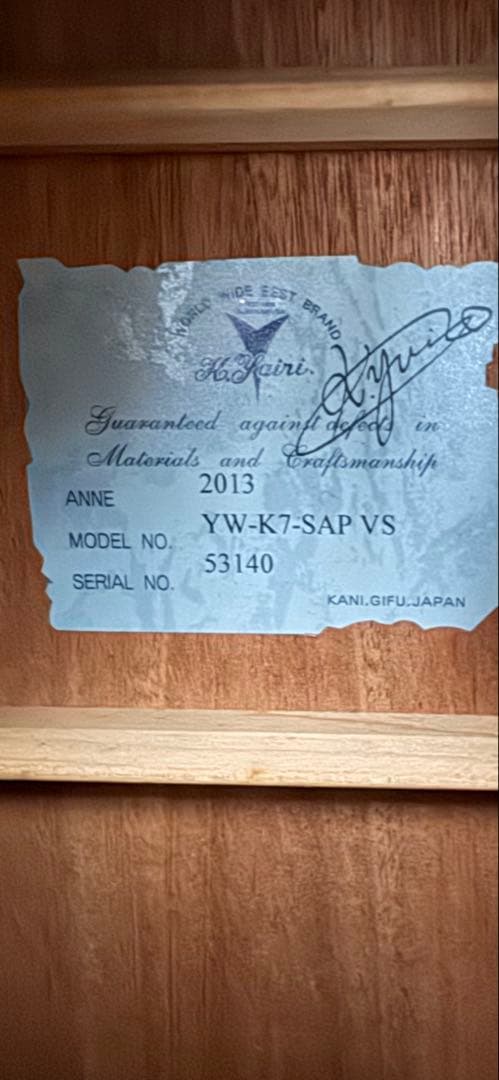 WORLD WIDE BEST BRAND
K.Yairi.
K.Yairi
Guaranteed against defects in
Materials and Craftsmanship
ANNE 2013
MODEL NO. YW-K7-SAP VS
SERIAL NO. 53140
KANI.GIFU.JAPAN